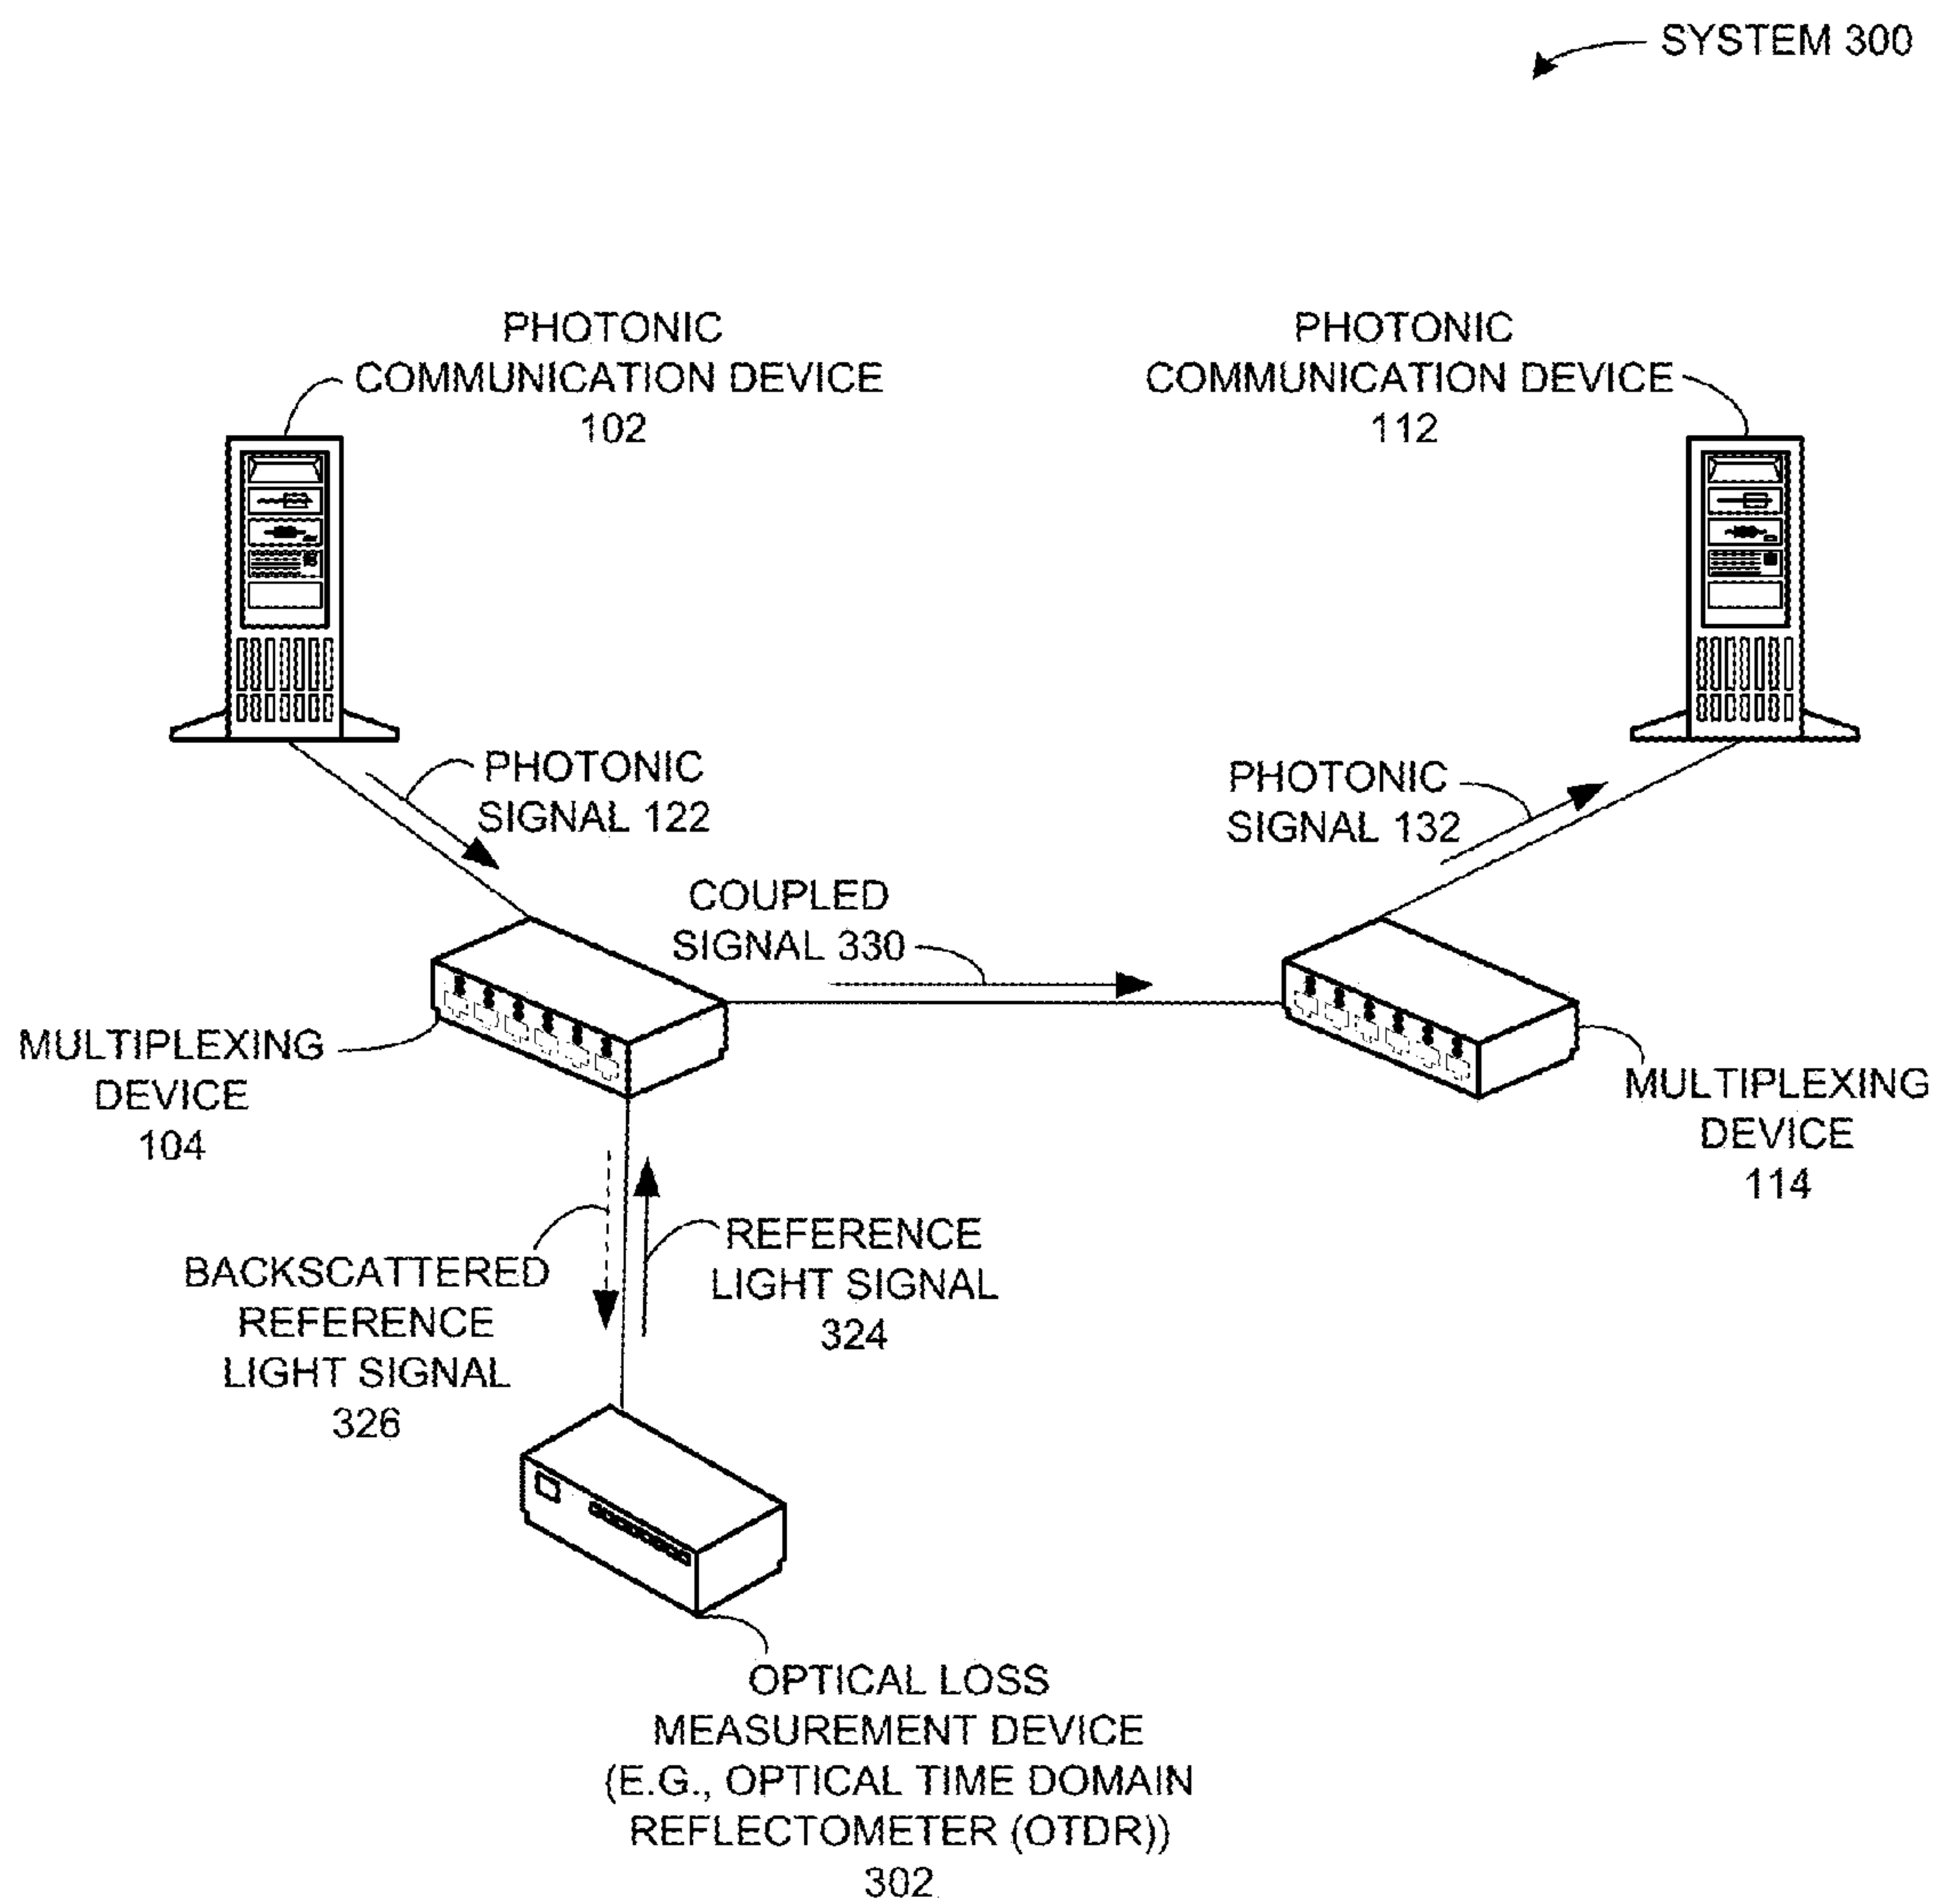 SYSTEM 300
PHOTONIC
COMMUNICATION DEVICE
102
PHOTONIC
COMMUNICATION DEVICE
112
PHOTONIC
SIGNAL 122
PHOTONIC
SIGNAL 132
COUPLED
SIGNAL 330
MULTIPLEXING
DEVICE
104
MULTIPLEXING
DEVICE
114
REFERENCE
LIGHT SIGNAL
324
BACKSCATTERED
REFERENCE
LIGHT SIGNAL
326
OPTICAL LOSS
MEASUREMENT DEVICE
(E.G., OPTICAL TIME DOMAIN
REFLECTOMETER (OTDR))
302